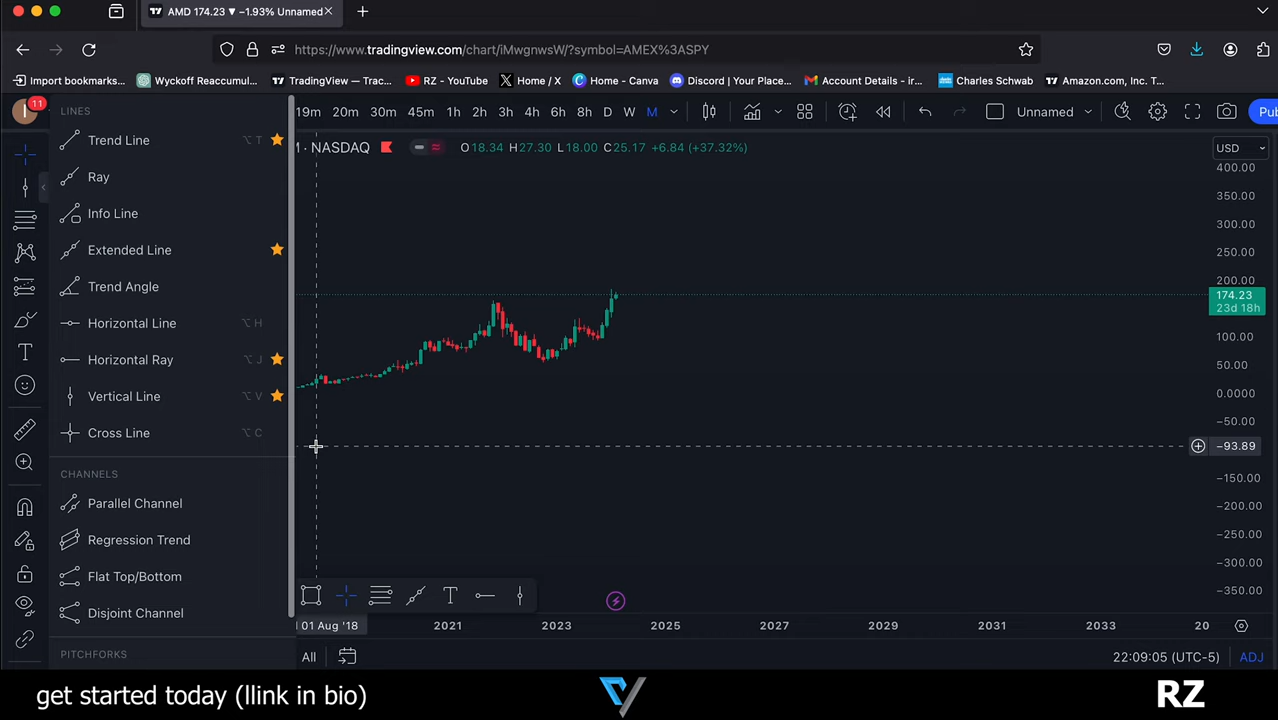 AMD 174.23 ▼ −1.93% Unnamed
https://www.tradingview.com/chart/iMwgnwsW/?symbol=AMEX%3ASPY
Import bookmarks...
Wyckoff Reaccumul...
TradingView — Trac...
RZ - YouTube
Home / X
Home - Canva
Discord | Your Place...
Account Details - ir...
Charles Schwab
Amazon.com, Inc. T...
I
11
19m 20m 30m 45m 1h 2h 3h 4h 6h 8h D W M
Unnamed
Pub
LINES
Trend Line ⌥ T
Ray
Info Line
Extended Line
Trend Angle
Horizontal Line ⌥ H
Horizontal Ray ⌥ J
Vertical Line ⌥ V
Cross Line ⌥ C
CHANNELS
Parallel Channel
Regression Trend
Flat Top/Bottom
Disjoint Channel
PITCHFORKS
M · NASDAQ
O18.34 H27.30 L18.00 C25.17 +6.84 (+37.32%)
USD
400.00
350.00
300.00
250.00
200.00
174.23
23d 18h
100.00
50.00
0.0000
−50.00
−93.89
−150.00
−200.00
−250.00
−300.00
−350.00
01 Aug '18
2021 2023 2025 2027 2029 2031 2033 20
All
22:09:05 (UTC-5)
ADJ
get started today (llink in bio)
RZ